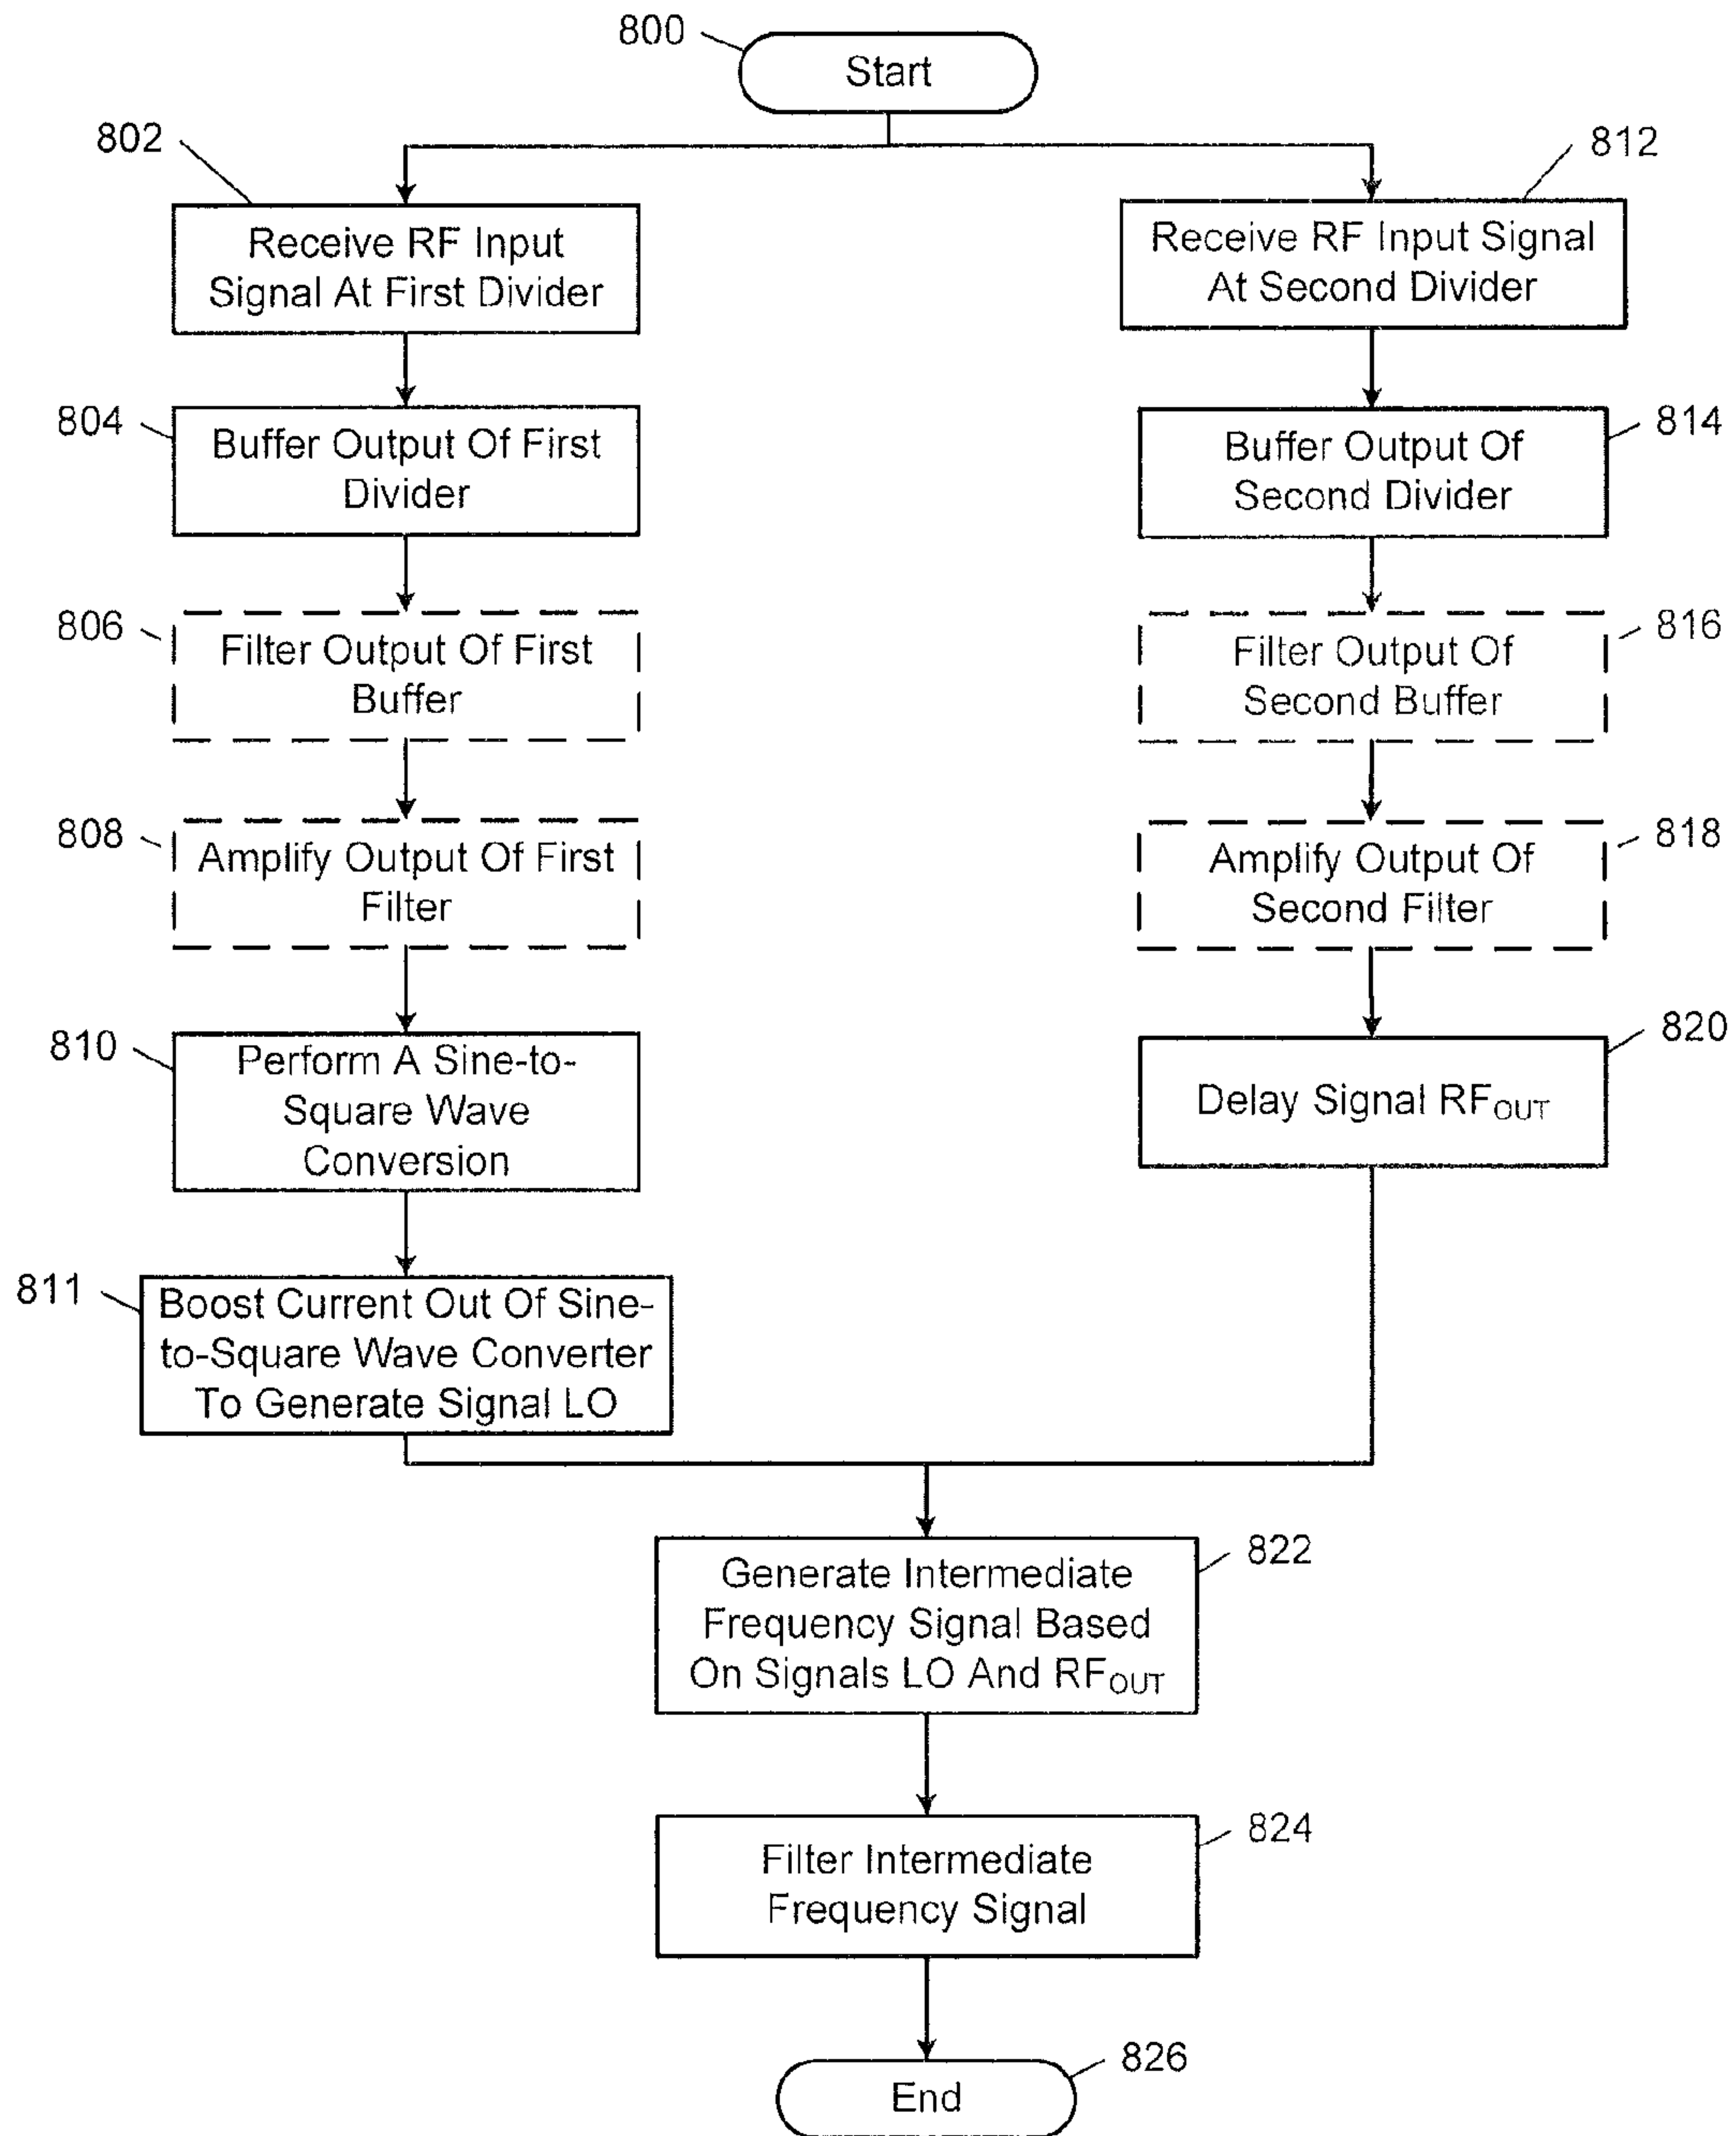 800
Start
802
Receive RF Input
Signal At First Divider
812
Receive RF Input Signal
At Second Divider
804
Buffer Output Of First
Divider
814
Buffer Output Of
Second Divider
806
Filter Output Of First
Buffer
816
Filter Output Of
Second Buffer
808
Amplify Output Of First
Filter
818
Amplify Output Of
Second Filter
810
Perform A Sine-to-
Square Wave
Conversion
820
Delay Signal RFOUT
811
Boost Current Out Of Sine-
to-Square Wave Converter
To Generate Signal LO
822
Generate Intermediate
Frequency Signal Based
On Signals LO And RFOUT
824
Filter Intermediate
Frequency Signal
826
End